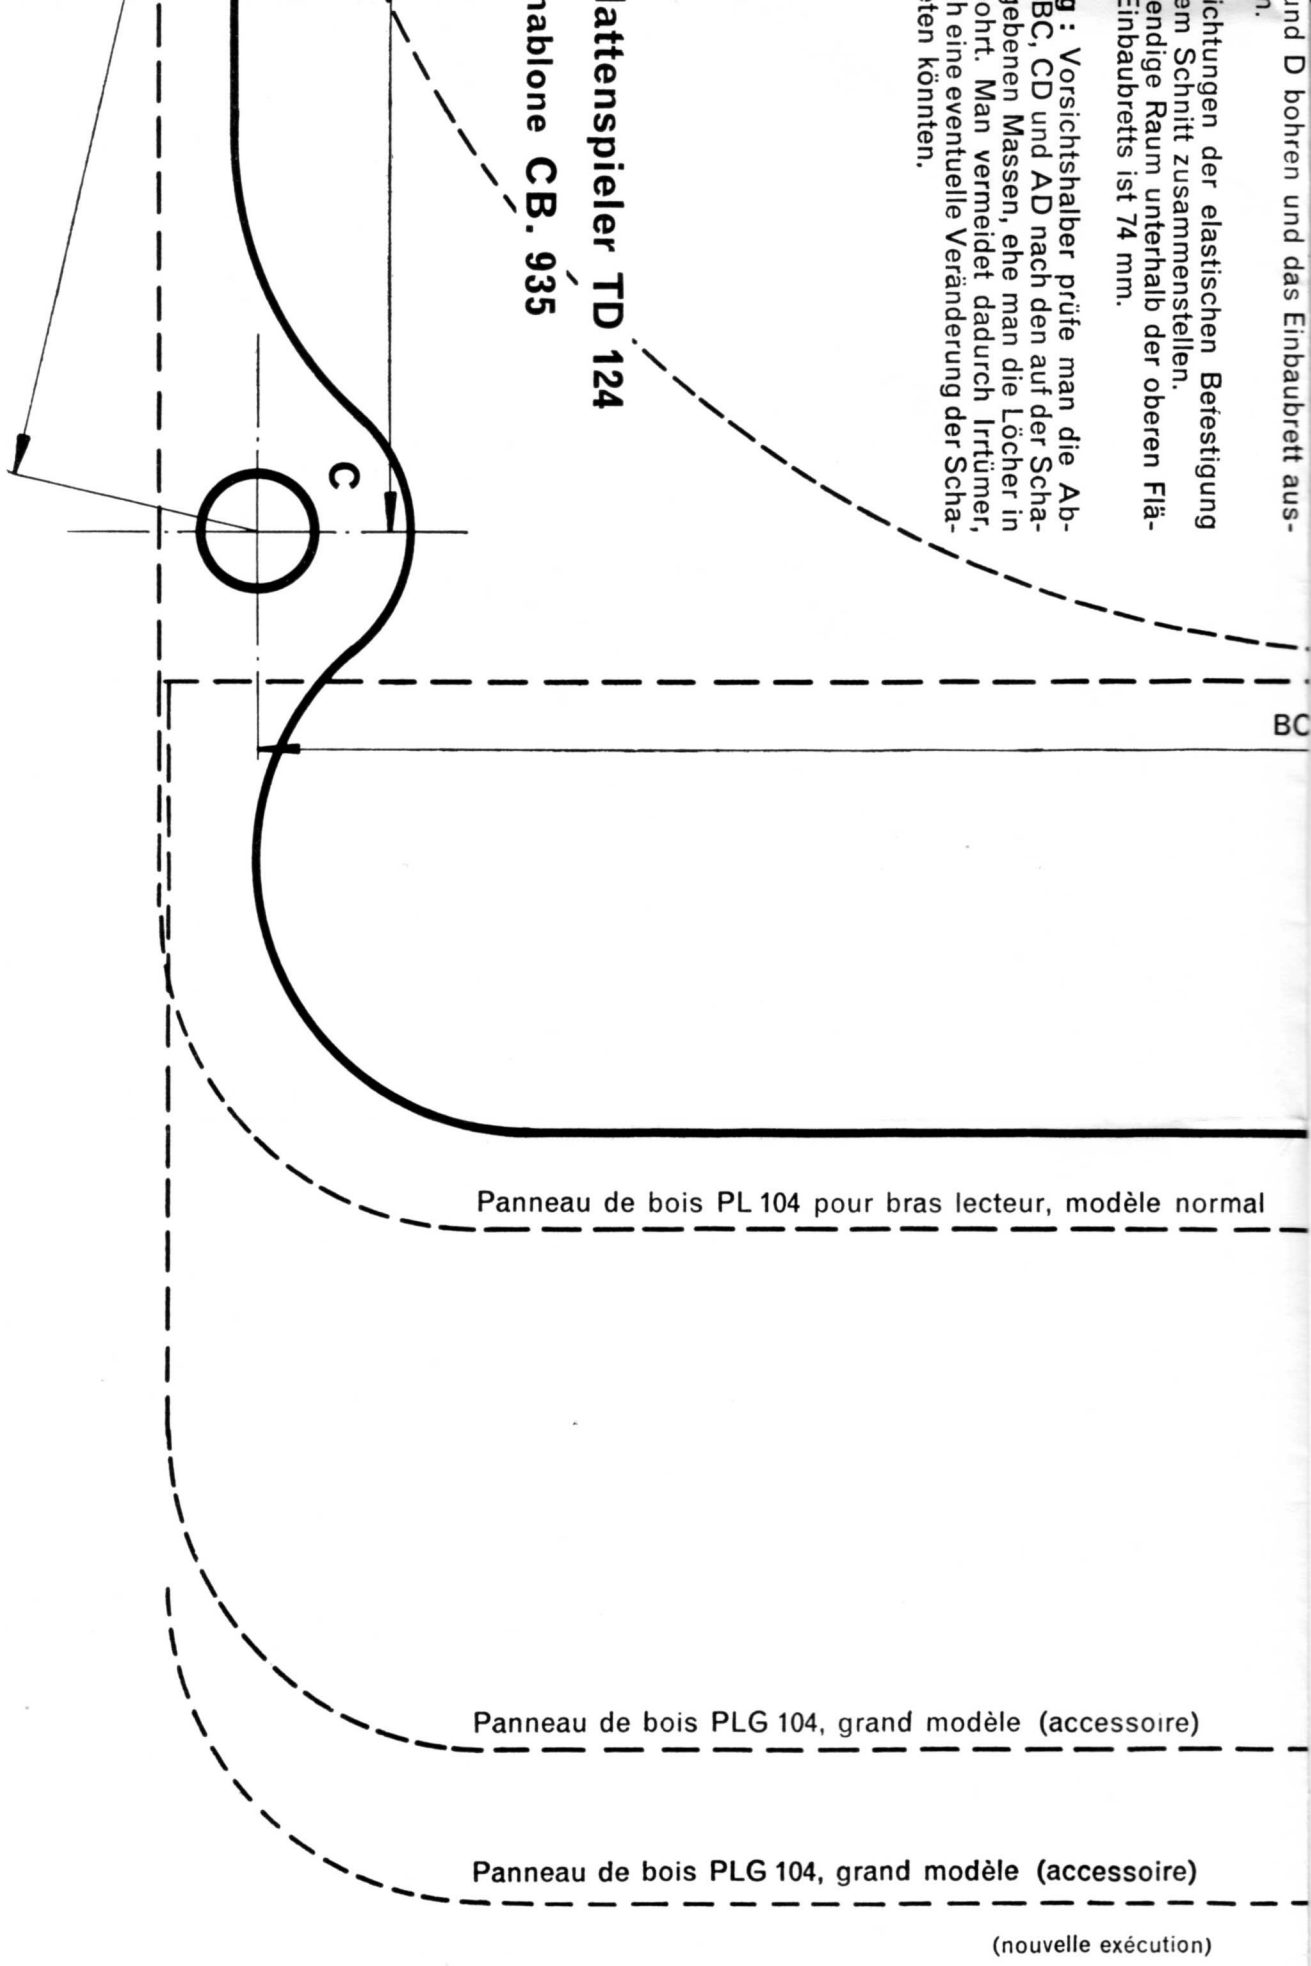 und D bohren und das Einbaubrett aus-
n.
ichtungen der elastischen Befestigung
em Schnitt zusammenstellen.
endige Raum unterhalb der oberen Flä-
Einbaubretts ist 74 mm.
g : Vorsichtshalber prüfe man die Ab-
BC, CD und AD nach den auf der Scha-
gebenen Massen, ehe man die Löcher in
ohrt. Man vermeidet dadurch Irrtümer,
h eine eventuelle Veränderung der Scha-
eten könnten.
lattenspieler TD 124
hablone CB. 935
C
BC
Panneau de bois PL 104 pour bras lecteur, modèle normal
Panneau de bois PLG 104, grand modèle (accessoire)
Panneau de bois PLG 104, grand modèle (accessoire)
(nouvelle exécution)